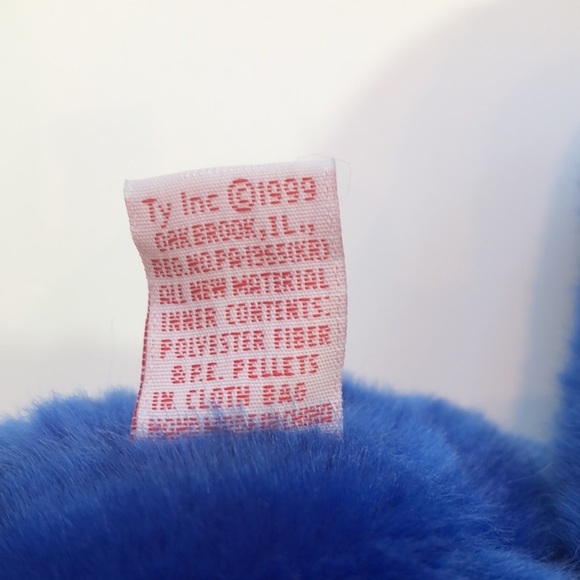 Ty Inc ©1999
OAKBROOK, IL.,
REG.NO.PA-1965(KR)
ALL NEW MATERIAL
INNER CONTENTS:
POLYESTER FIBER
& P.E. PELLETS
IN CLOTH BAG